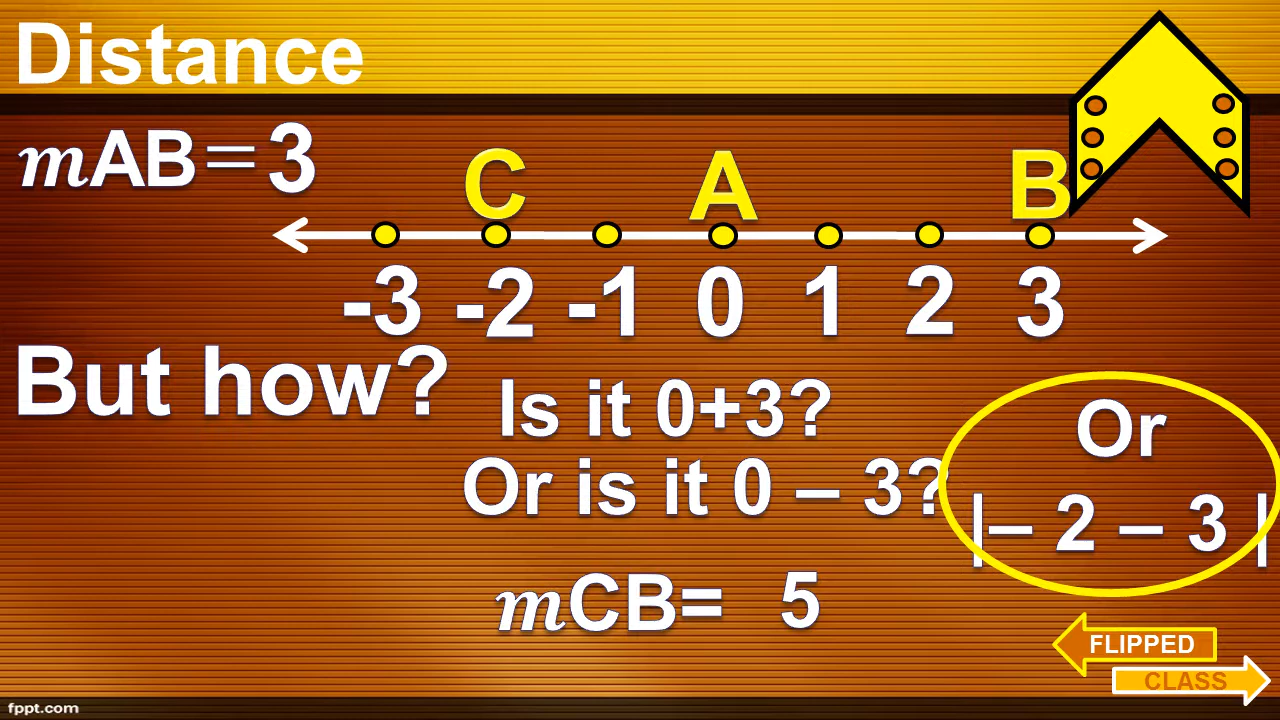 Distance
𝑚AB = 3
C A B
-3 -2 -1 0 1 2 3
But how?
Is it 0+3?
Or is it 0 – 3?
Or
|– 2 – 3 |
𝑚CB= 5
FLIPPED
CLASS
fppt.com